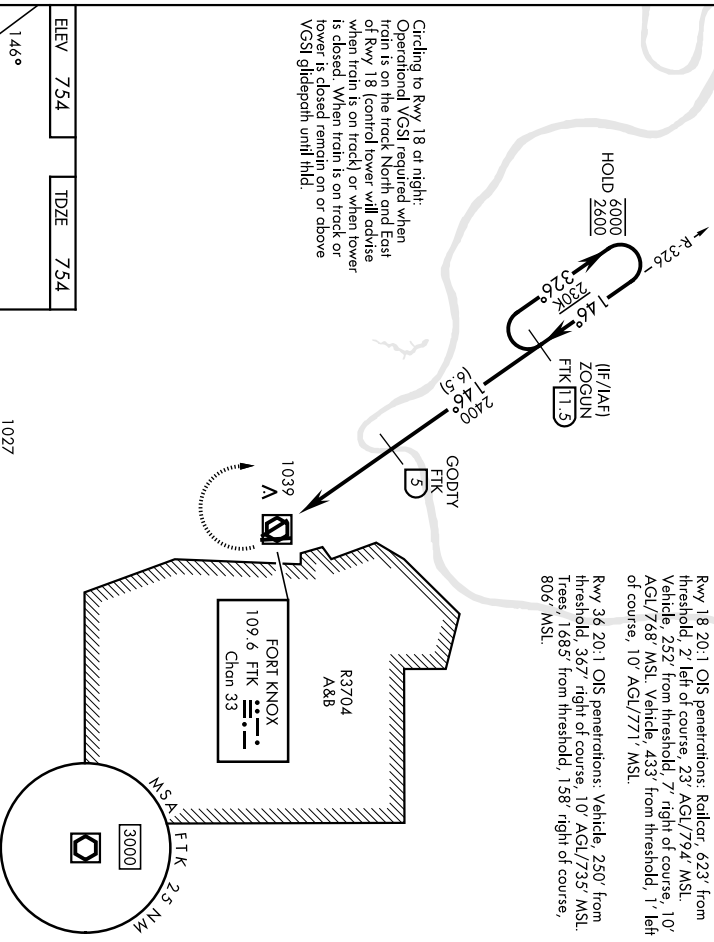 Rwy 18 20:1 OIS penetrations: Railcar, 623' from
threshold, 2' left of course, 23' AGL/794' MSL.
Vehicle, 252' from threshold, 7' right of course, 10'
AGL/768' MSL. Vehicle, 433' from threshold, 1' left
of course, 10' AGL/771' MSL.
Rwy 36 20:1 OIS penetrations: Vehicle, 250' from
threshold, 367' right of course, 10' AGL/735' MSL.
Trees, 1685' from threshold, 158' right of course,
806' MSL.
R-326
HOLD 6000
2600
326°
230K
146°
(IF/IAF)
ZOGUN
FTK 11.5
2400
146°
(6.5)
GODTY
FTK
5
1039
R3704
A&B
FORT KNOX
109.6 FTK
Chan 33
MSA FTK 25 NM
3000
Circling to Rwy 18 at night:
Operational VGSI required when
train is on the track North and East
of Rwy 18 (control tower will advise
when train is on track) or when tower
is closed. When train is on track or
tower is closed remain on or above
VGSI glidepath until thld.
ELEV 754
TDZE 754
146°
1027